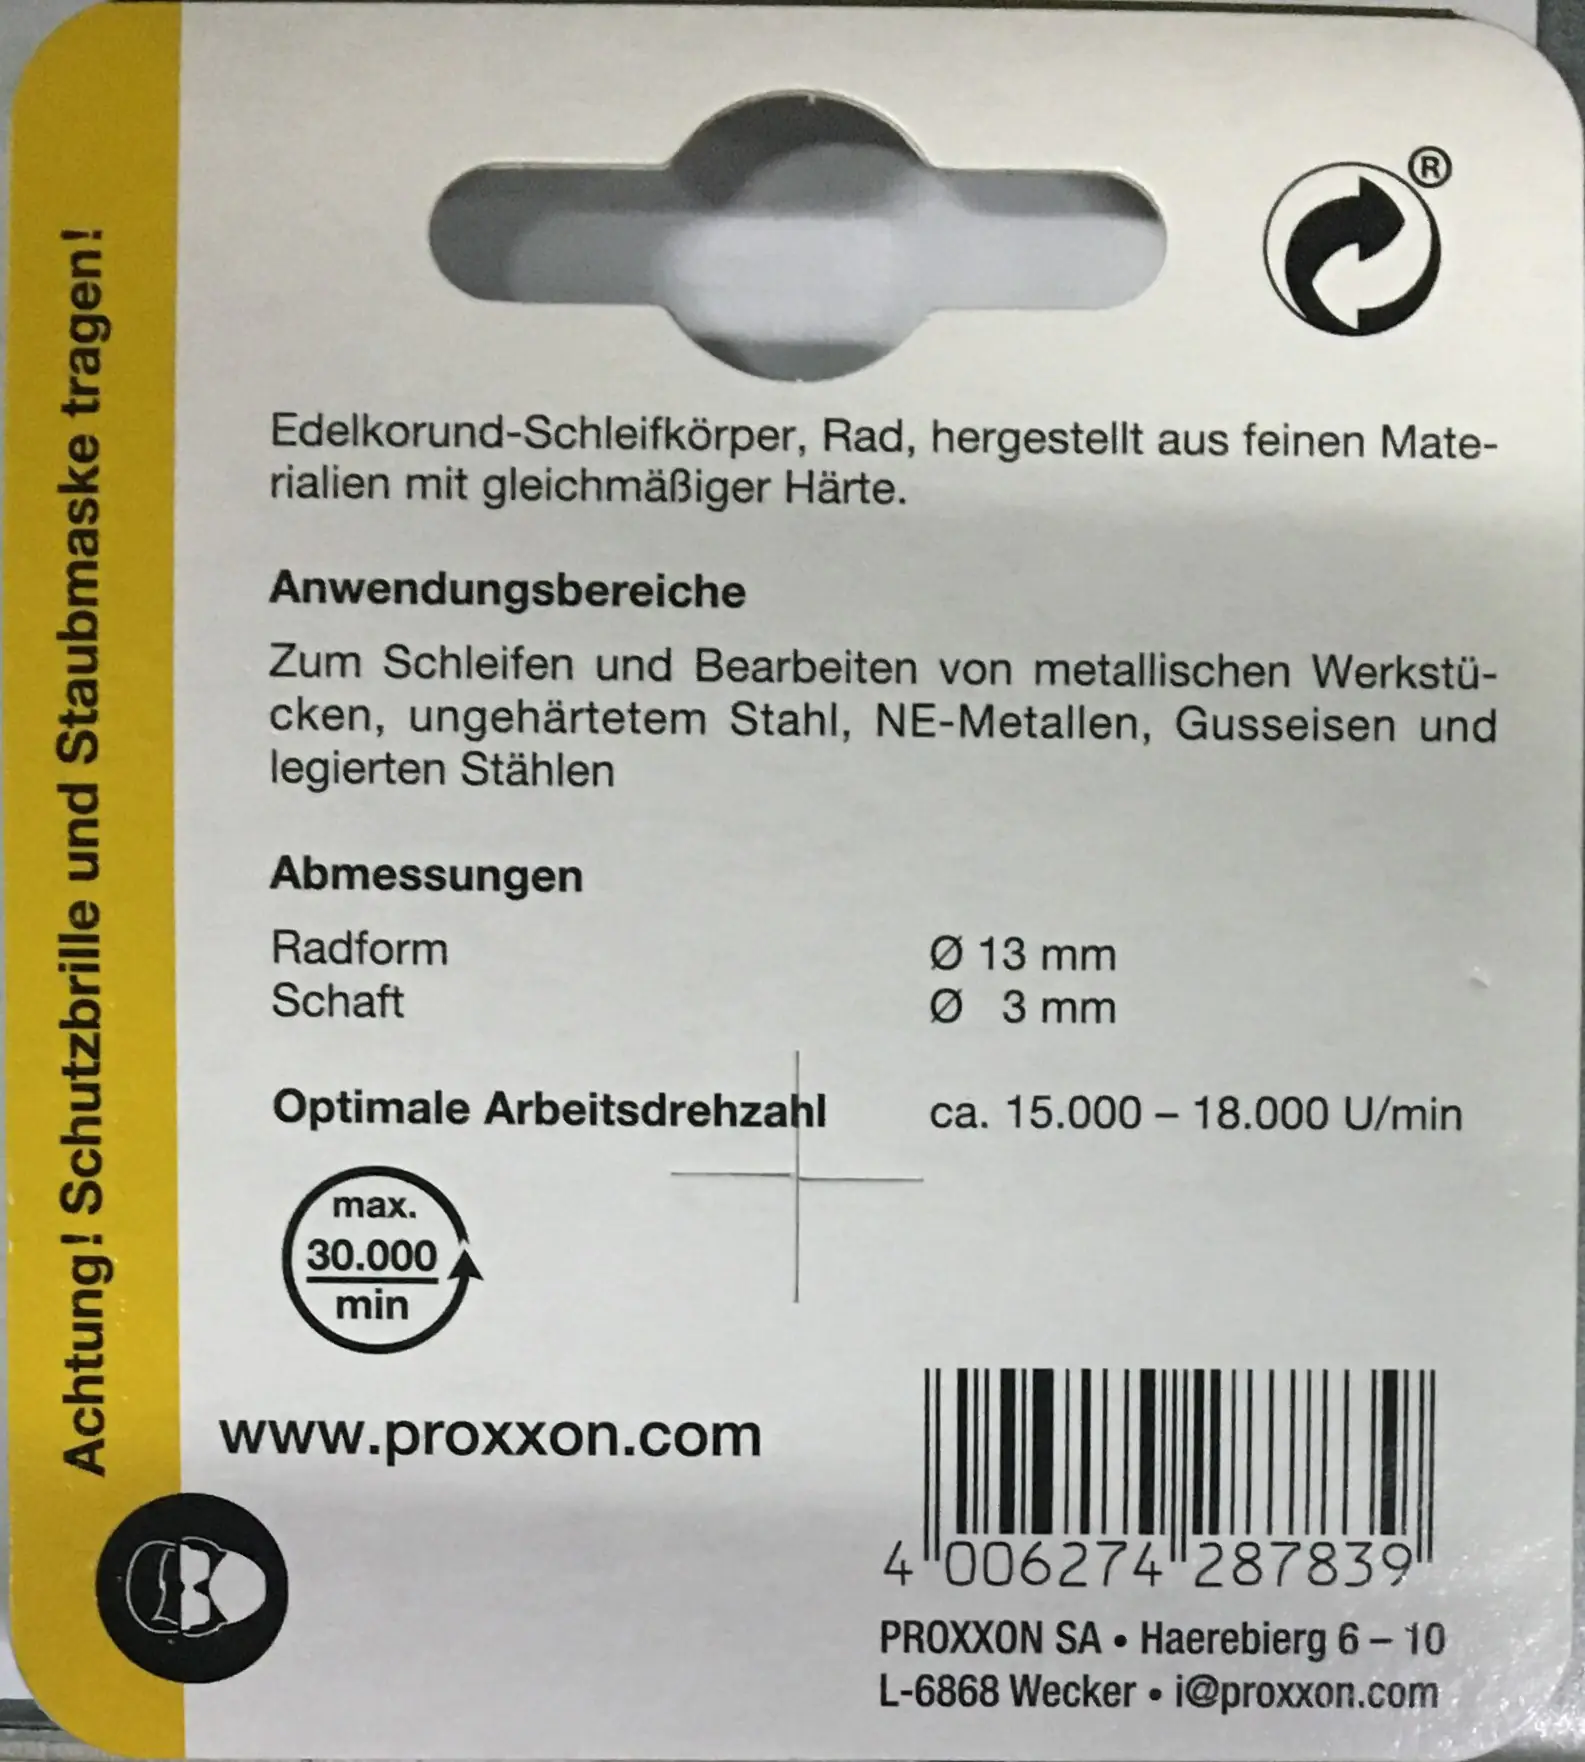 Achtung! Schutzbrille und Staubmaske tragen!
®
Edelkorund-Schleifkörper, Rad, hergestellt aus feinen Mate-
rialien mit gleichmäßiger Härte.
Anwendungsbereiche
Zum Schleifen und Bearbeiten von metallischen Werkstü-
cken, ungehärtetem Stahl, NE-Metallen, Gusseisen und
legierten Stählen
Abmessungen
Radform Ø 13 mm
Schaft Ø 3 mm
Optimale Arbeitsdrehzahl ca. 15.000 – 18.000 U/min
max.
30.000
min
www.proxxon.com
4 006274 287839
PROXXON SA • Haerebierg 6 – 10
L-6868 Wecker • i@proxxon.com